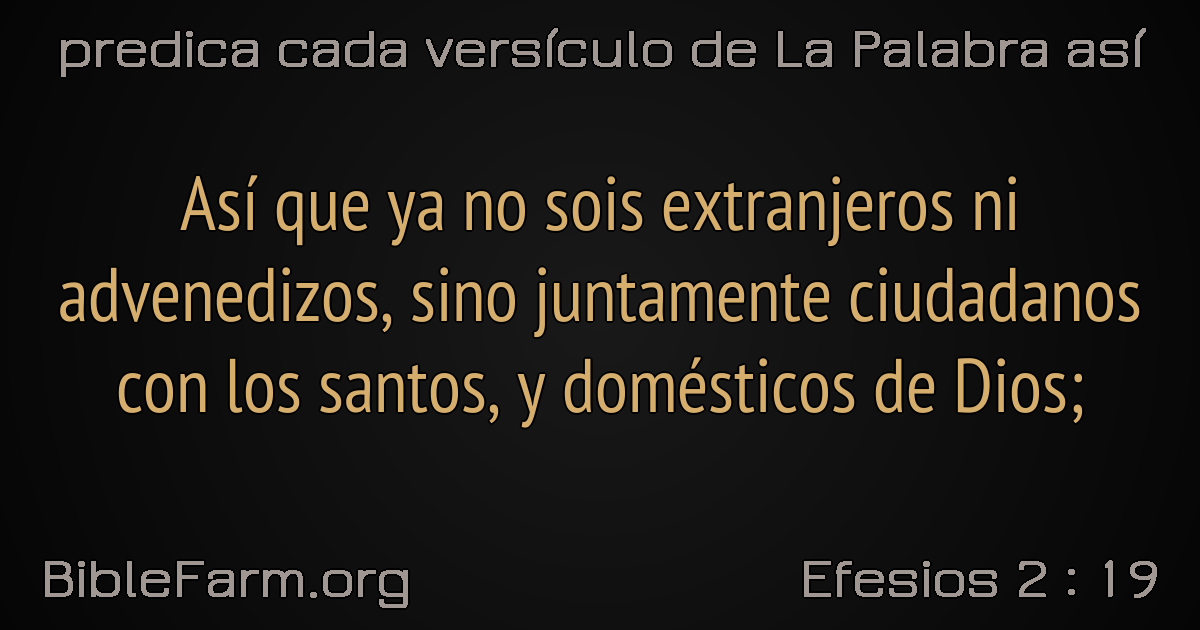 predica cada versículo de La Palabra así
Así que ya no sois extranjeros ni
advenedizos, sino juntamente ciudadanos
con los santos, y domésticos de Dios;
BibleFarm.org
Efesios 2 : 19